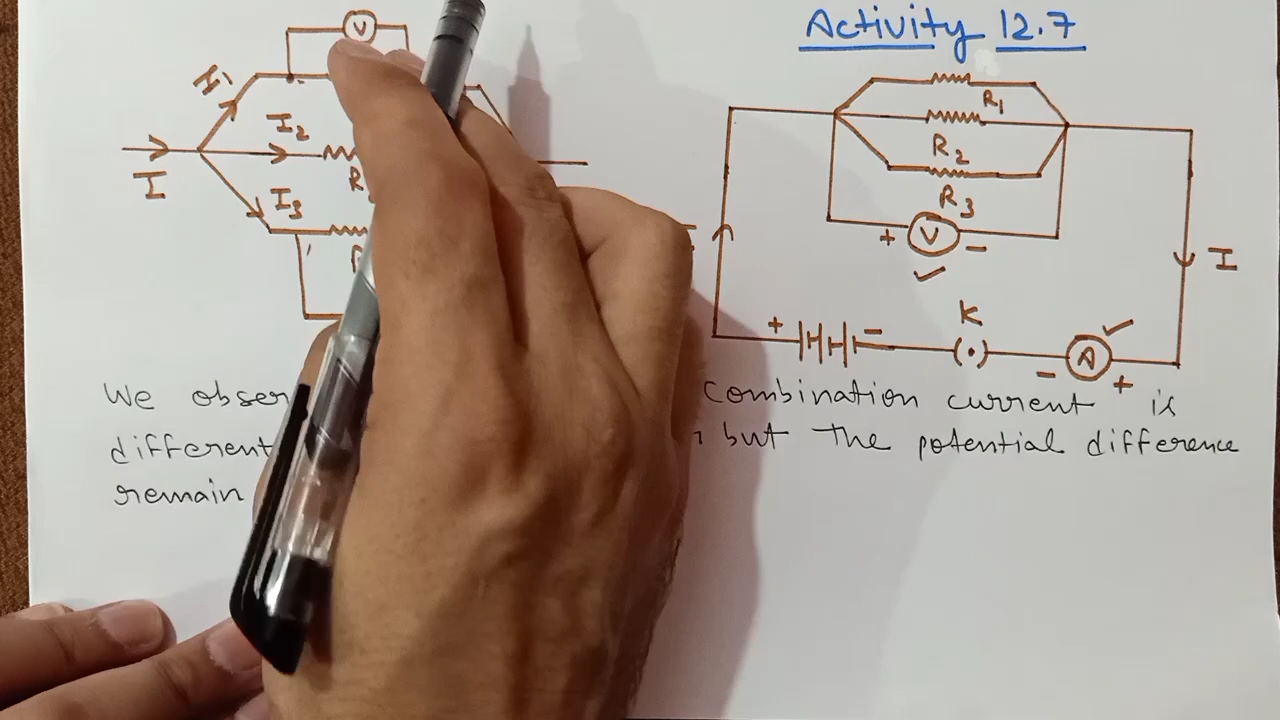 Activity 12.7
V
I1
I2
I
I3
R1
R2
R3
+ V -
I
+ -
K
- A +
We combination current is
different but the potential difference
remain